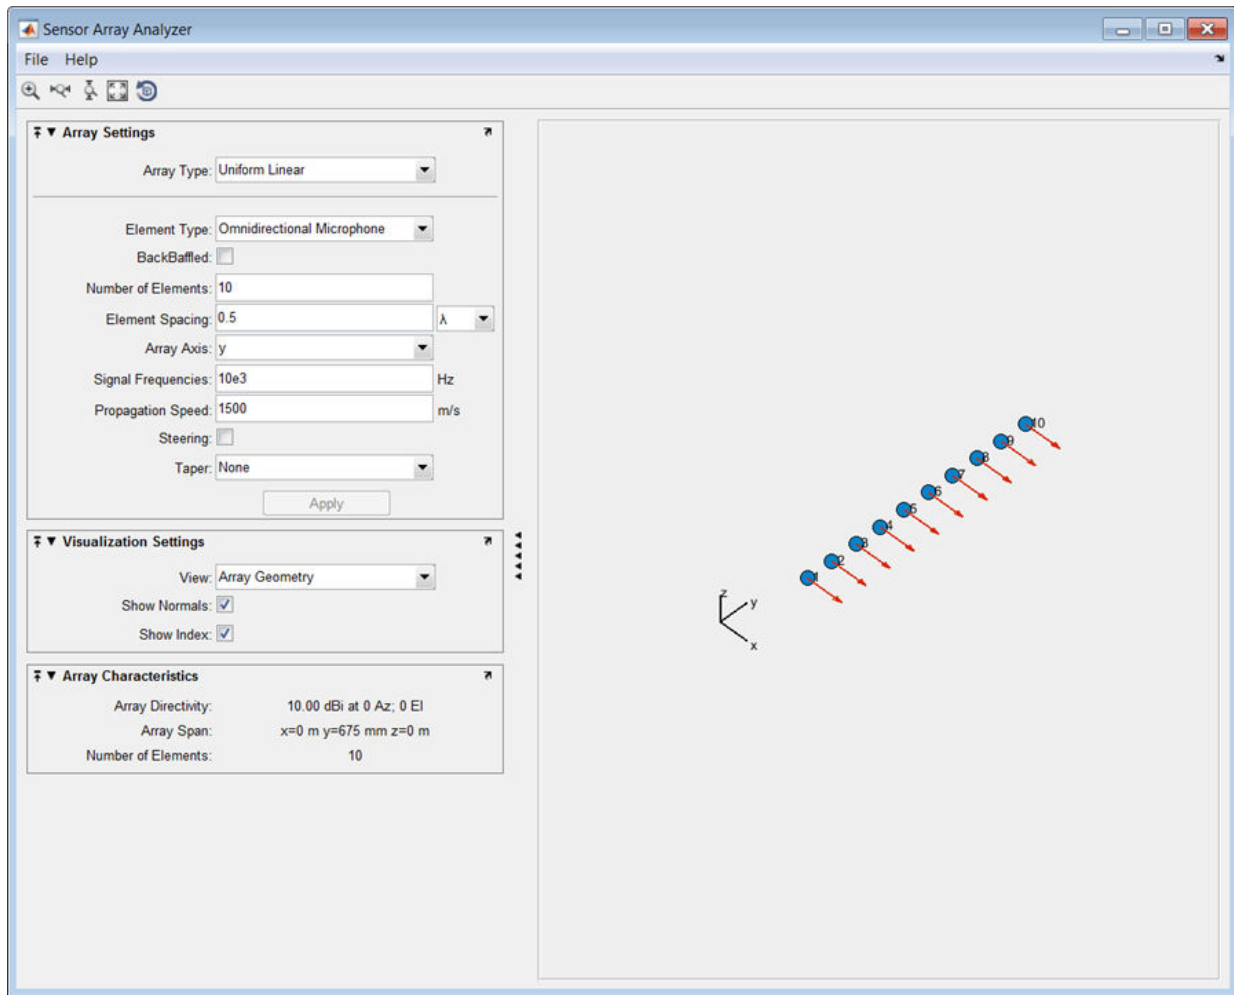 Sensor Array Analyzer
File Help
Array Settings
Array Type: Uniform Linear
Element Type: Omnidirectional Microphone
BackBaffled:
Number of Elements: 10
Element Spacing: 0.5 λ
Array Axis: y
Signal Frequencies: 10e3 Hz
Propagation Speed: 1500 m/s
Steering:
Taper: None
Apply
Visualization Settings
View: Array Geometry
Show Normals:
Show Index:
Array Characteristics
Array Directivity: 10.00 dBi at 0 Az; 0 El
Array Span: x=0 m y=675 mm z=0 m
Number of Elements: 10
10
9
8
7
6
5
4
3
2
1
z
y
x